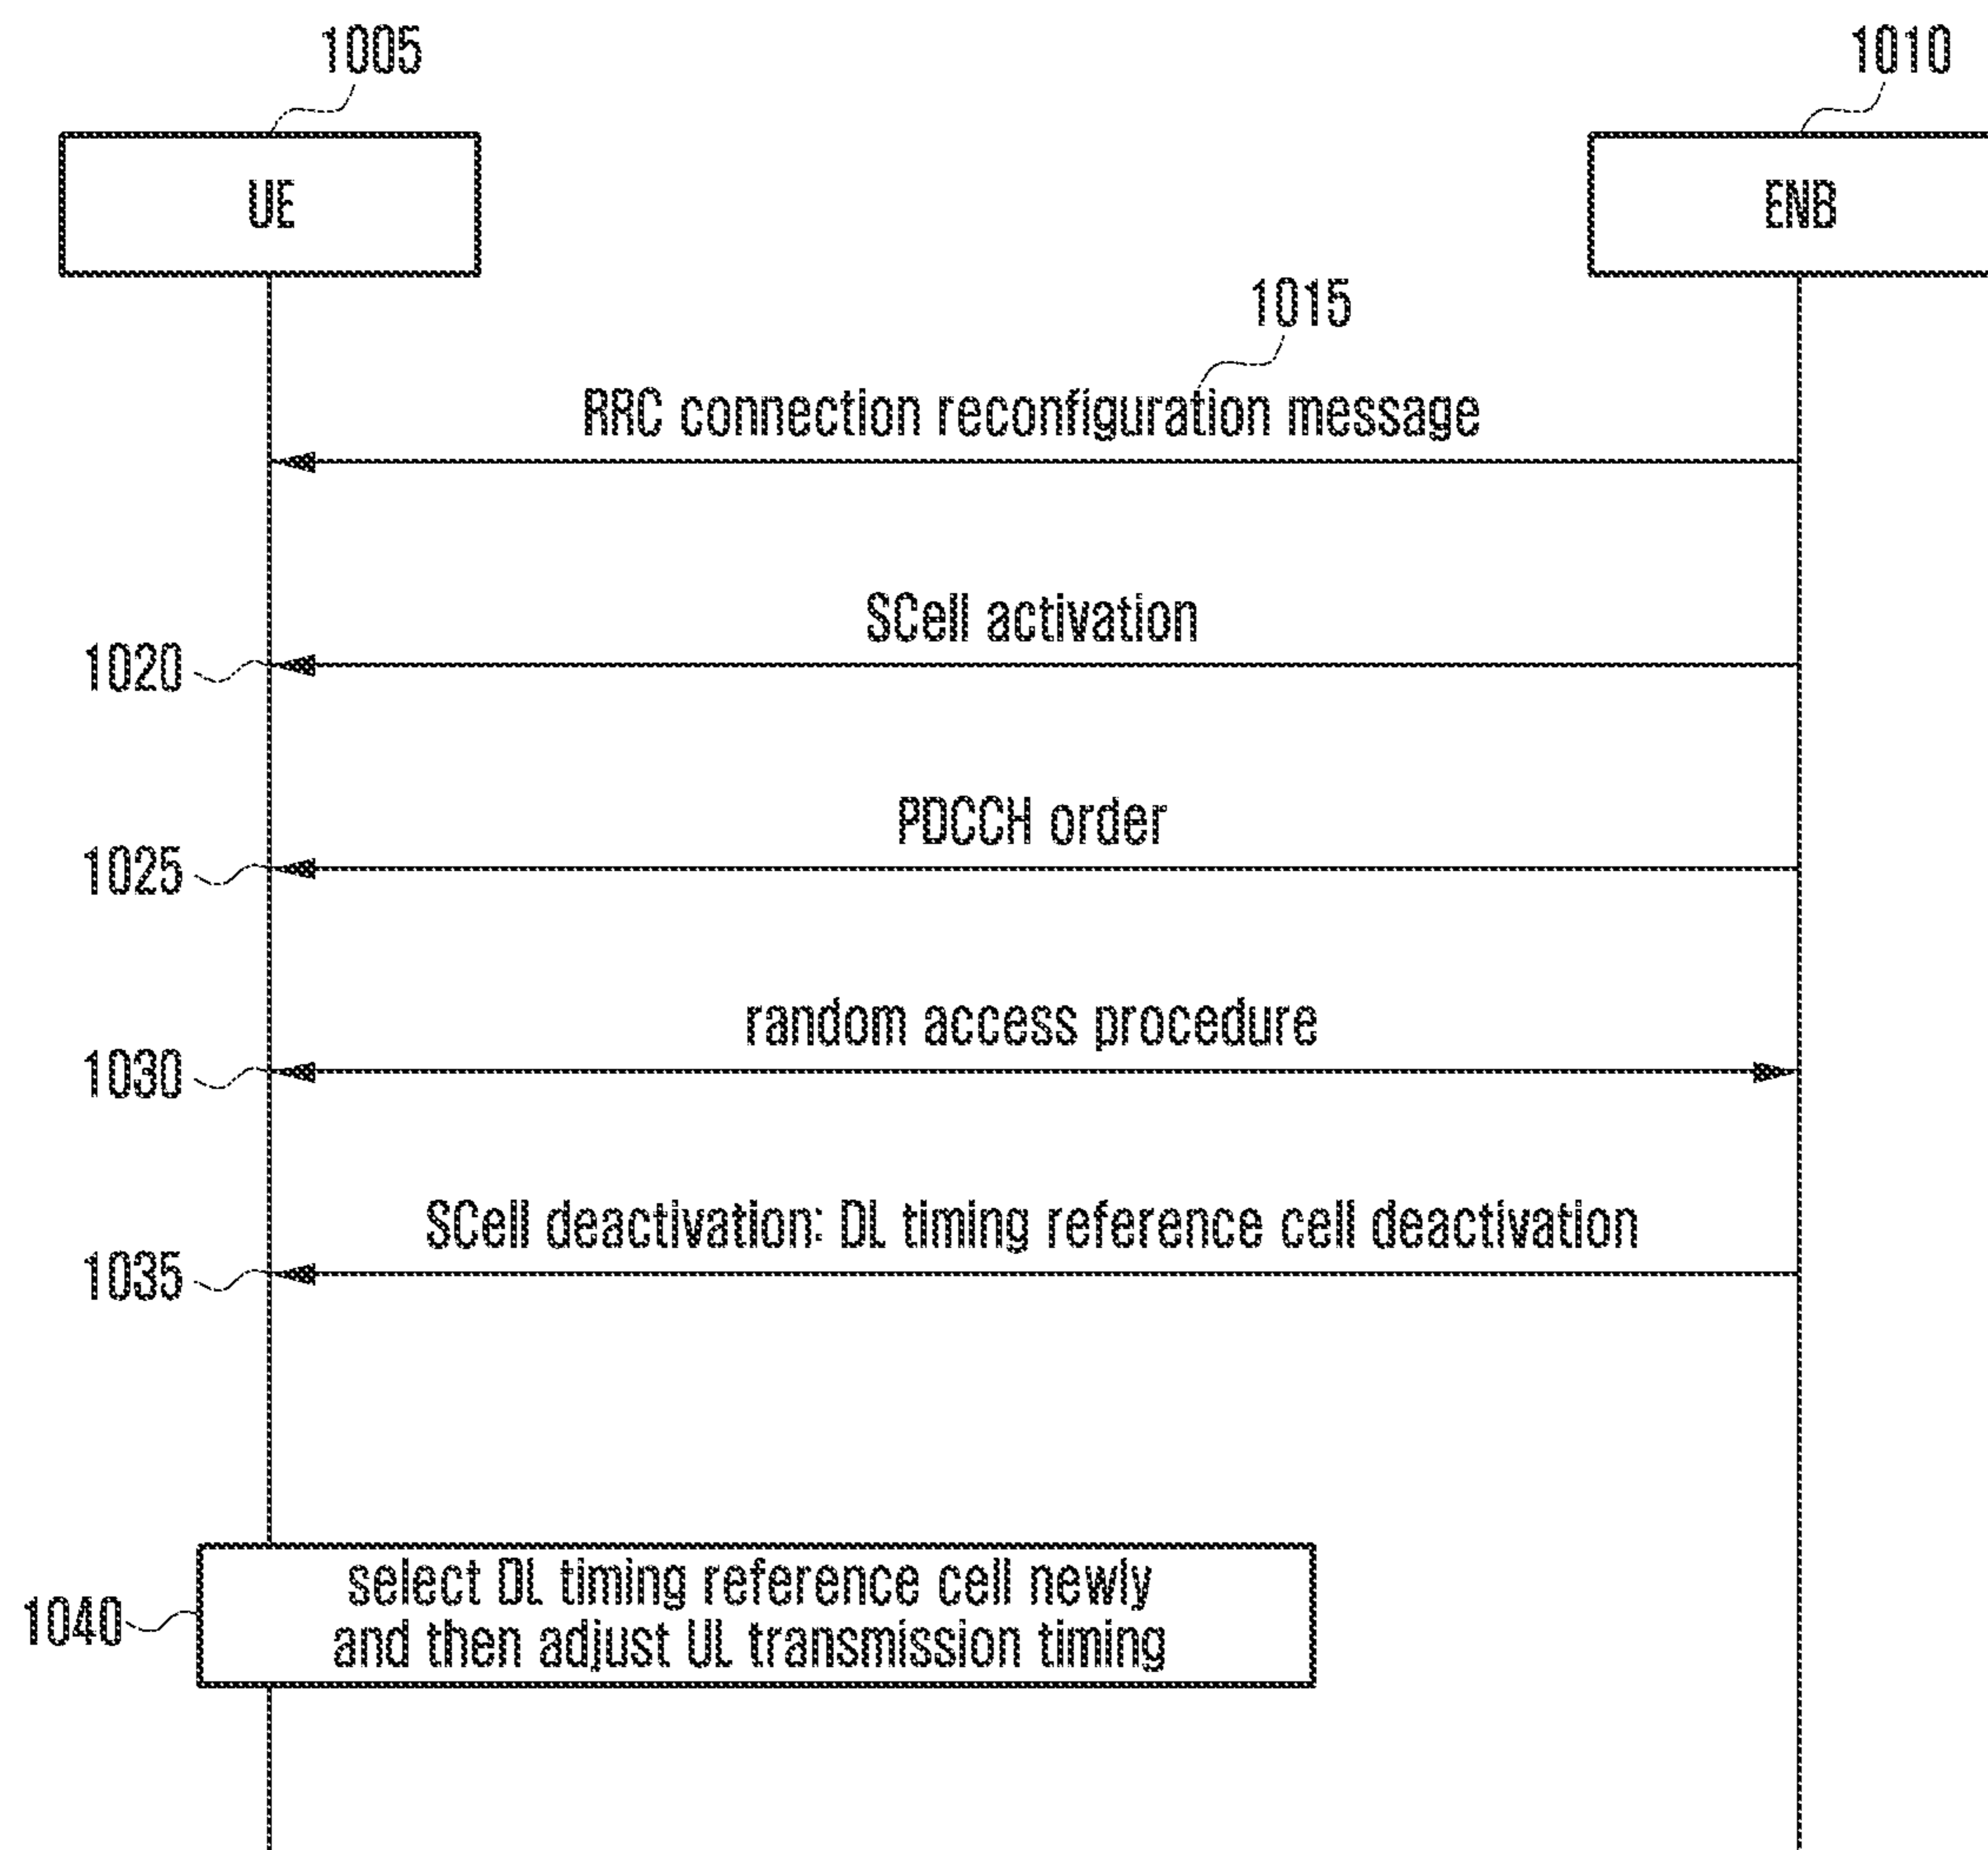 1005
1010
UE
ENB
1015
RRC connection reconfiguration message
SCell activation
1020
PDCCH order
1025
random access procedure
1030
SCell deactivation: DL timing reference cell deactivation
1035
select DL timing reference cell newly
and then adjust UL transmission timing
1040